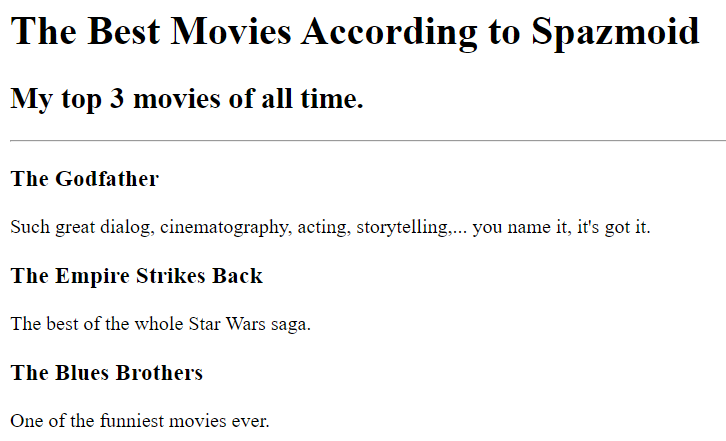 The Best Movies According to Spazmoid
My top 3 movies of all time.
The Godfather
Such great dialog, cinematography, acting, storytelling,... you name it, it's got it.
The Empire Strikes Back
The best of the whole Star Wars saga.
The Blues Brothers
One of the funniest movies ever.